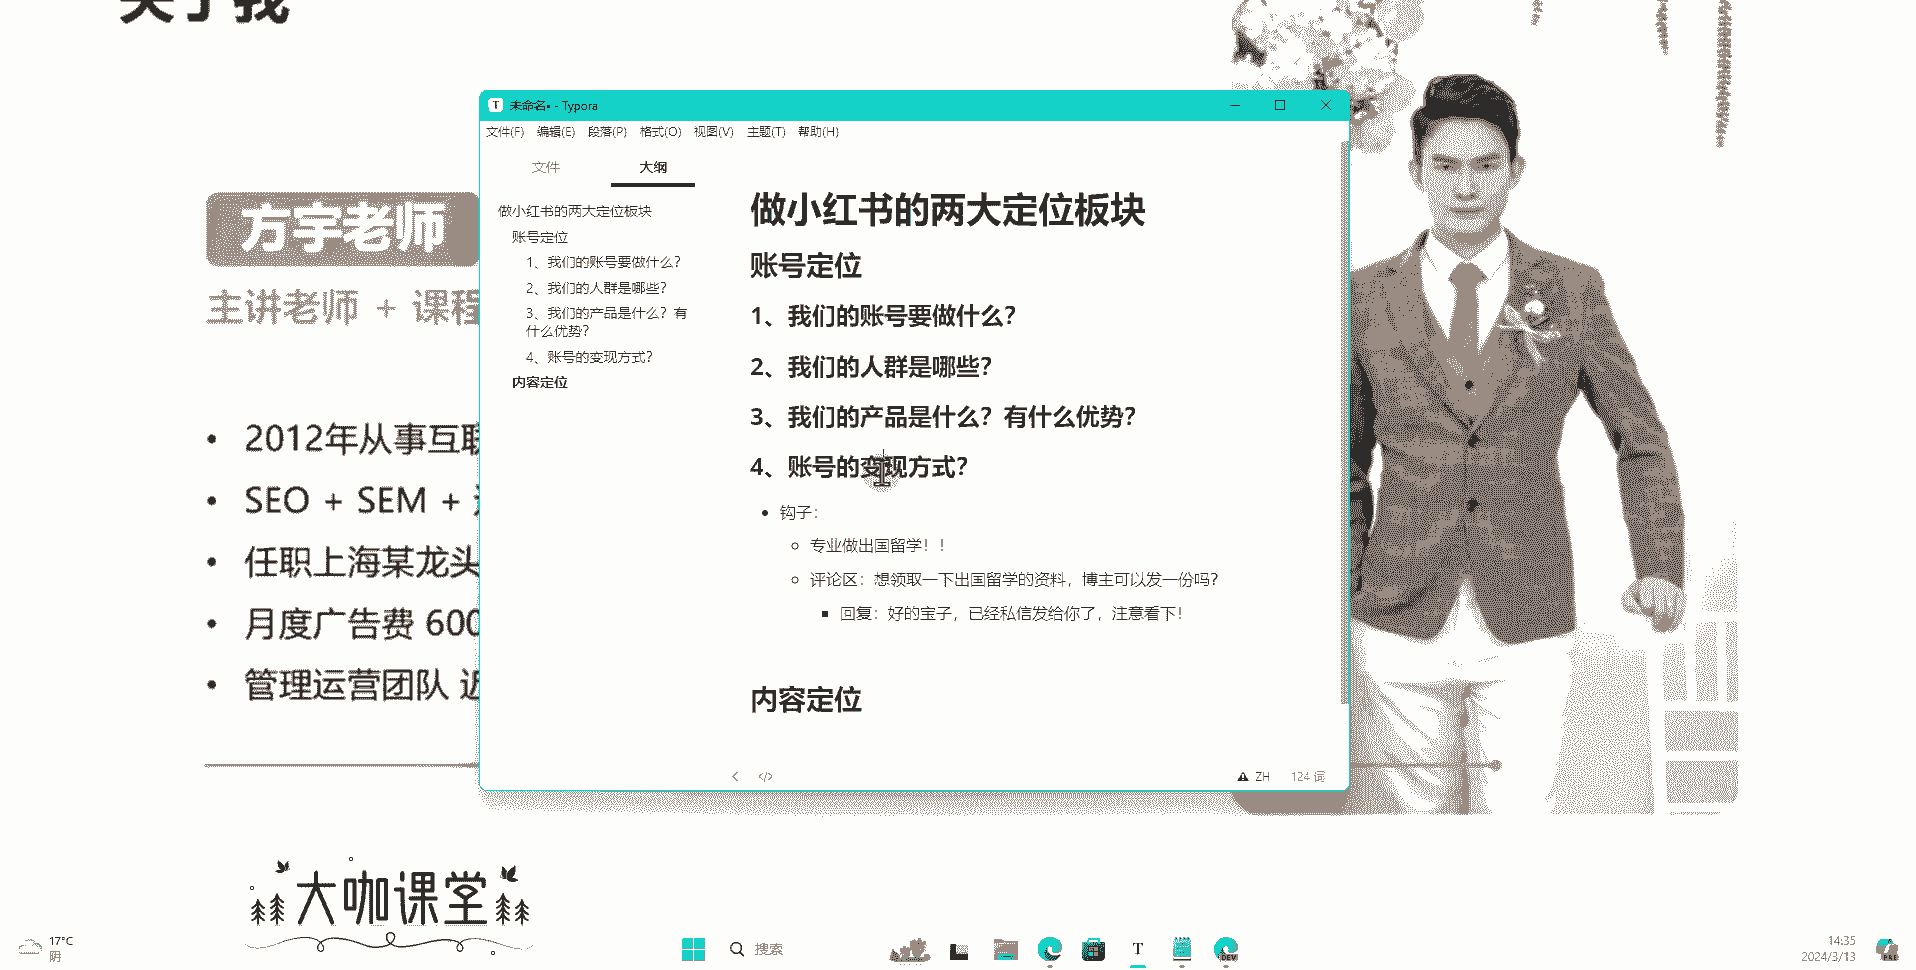 关于我
方宇老师
主讲老师 + 课程
2012年从事互联
SEO + SEM +
任职上海某龙头
月度广告费 600
管理运营团队 近
未命名• - Typora
文件(F) 编辑(E) 段落(P) 格式(O) 视图(V) 主题(T) 帮助(H)
文件 大纲
做小红书的两大定位板块
账号定位
1、我们的账号要做什么?
2、我们的人群是哪些?
3、我们的产品是什么? 有
什么优势?
4、账号的变现方式?
内容定位
做小红书的两大定位板块
账号定位
1、我们的账号要做什么?
2、我们的人群是哪些?
3、我们的产品是什么? 有什么优势?
4、账号的变现方式?
钩子:
专业做出国留学!!
评论区: 想领取一下出国留学的资料, 博主可以发一份吗?
回复: 好的宝子, 已经私信发给你了, 注意看下!
内容定位
</> ZH 124 词
大咖课堂
17°C
阴
搜索
T
DEV
14:35
2024/3/13
PRE